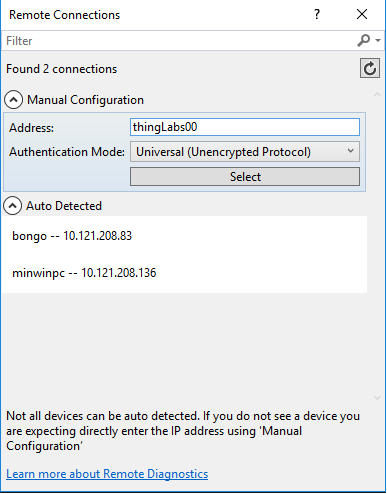 Remote Connections ? ×
Filter
Found 2 connections
Manual Configuration
Address: thingLabs00
Authentication Mode: Universal (Unencrypted Protocol)
Select
Auto Detected
bongo -- 10.121.208.83
minwinpc -- 10.121.208.136
Not all devices can be auto detected. If you do not see a device you
are expecting directly enter the IP address using 'Manual
Configuration'
Learn more about Remote Diagnostics